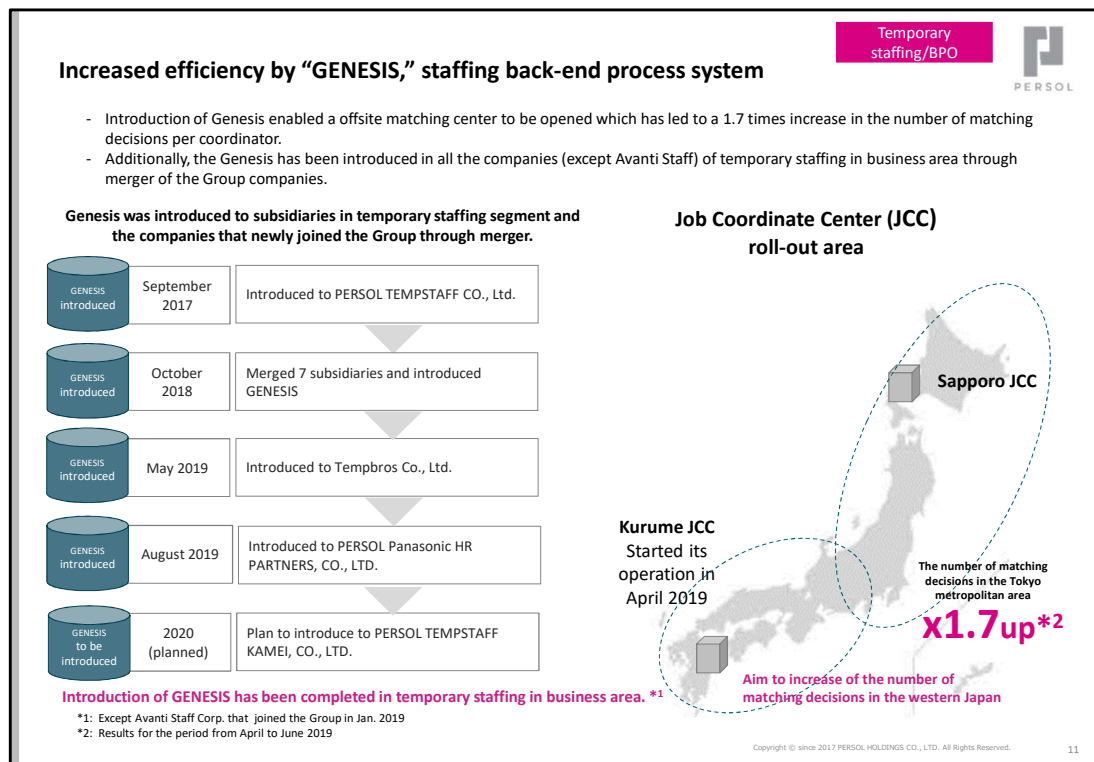 Temporary
staffing/BPO
PERSOL
Increased efficiency by “GENESIS,” staffing back-end process system
- Introduction of Genesis enabled a offsite matching center to be opened which has led to a 1.7 times increase in the number of matching
decisions per coordinator.
- Additionally, the Genesis has been introduced in all the companies (except Avanti Staff) of temporary staffing in business area through
merger of the Group companies.
Genesis was introduced to subsidiaries in temporary staffing segment and
the companies that newly joined the Group through merger.
GENESIS
introduced
September
2017
Introduced to PERSOL TEMPSTAFF CO., Ltd.
GENESIS
introduced
October
2018
Merged 7 subsidiaries and introduced
GENESIS
GENESIS
introduced
May 2019
Introduced to Tempbros Co., Ltd.
GENESIS
introduced
August 2019
Introduced to PERSOL Panasonic HR
PARTNERS, CO., LTD.
GENESIS
to be
introduced
2020
(planned)
Plan to introduce to PERSOL TEMPSTAFF
KAMEI, CO., LTD.
Introduction of GENESIS has been completed in temporary staffing in business area. *1
*1: Except Avanti Staff Corp. that joined the Group in Jan. 2019
*2: Results for the period from April to June 2019
Job Coordinate Center (JCC)
roll-out area
Sapporo JCC
Kurume JCC
Started its
operation in
April 2019
The number of matching
decisions in the Tokyo
metropolitan area
x1.7up*2
Aim to increase of the number of
matching decisions in the western Japan
Copyright © since 2017 PERSOL HOLDINGS CO., LTD. All Rights Reserved.
11